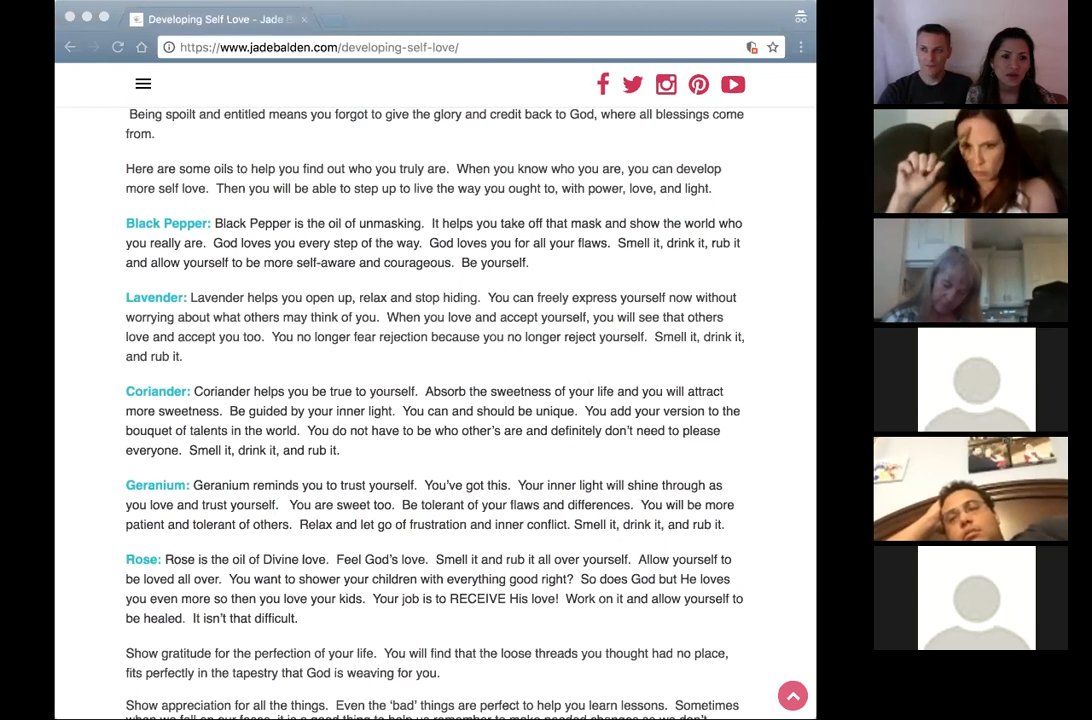 Developing Self Love - Jade B
https://www.jadebalden.com/developing-self-love/
Being spoilt and entitled means you forgot to give the glory and credit back to God, where all blessings come
from.
Here are some oils to help you find out who you truly are. When you know who you are, you can develop
more self love. Then you will be able to step up to live the way you ought to, with power, love, and light.
Black Pepper: Black Pepper is the oil of unmasking. It helps you take off that mask and show the world who
you really are. God loves you every step of the way. God loves you for all your flaws. Smell it, drink it, rub it
and allow yourself to be more self-aware and courageous. Be yourself.
Lavender: Lavender helps you open up, relax and stop hiding. You can freely express yourself now without
worrying about what others may think of you. When you love and accept yourself, you will see that others
love and accept you too. You no longer fear rejection because you no longer reject yourself. Smell it, drink it,
and rub it.
Coriander: Coriander helps you be true to yourself. Absorb the sweetness of your life and you will attract
more sweetness. Be guided by your inner light. You can and should be unique. You add your version to the
bouquet of talents in the world. You do not have to be who other's are and definitely don't need to please
everyone. Smell it, drink it, and rub it.
Geranium: Geranium reminds you to trust yourself. You've got this. Your inner light will shine through as
you love and trust yourself. You are sweet too. Be tolerant of your flaws and differences. You will be more
patient and tolerant of others. Relax and let go of frustration and inner conflict. Smell it, drink it, and rub it.
Rose: Rose is the oil of Divine love. Feel God's love. Smell it and rub it all over yourself. Allow yourself to
be loved all over. You want to shower your children with everything good right? So does God but He loves
you even more so then you love your kids. Your job is to RECEIVE His love! Work on it and allow yourself to
be healed. It isn't that difficult.
Show gratitude for the perfection of your life. You will find that the loose threads you thought had no place,
fits perfectly in the tapestry that God is weaving for you.
Show appreciation for all the things. Even the 'bad' things are perfect to help you learn lessons. Sometimes
when we fall on our faces, it is a good thing to help us remember to make needed changes so we don't